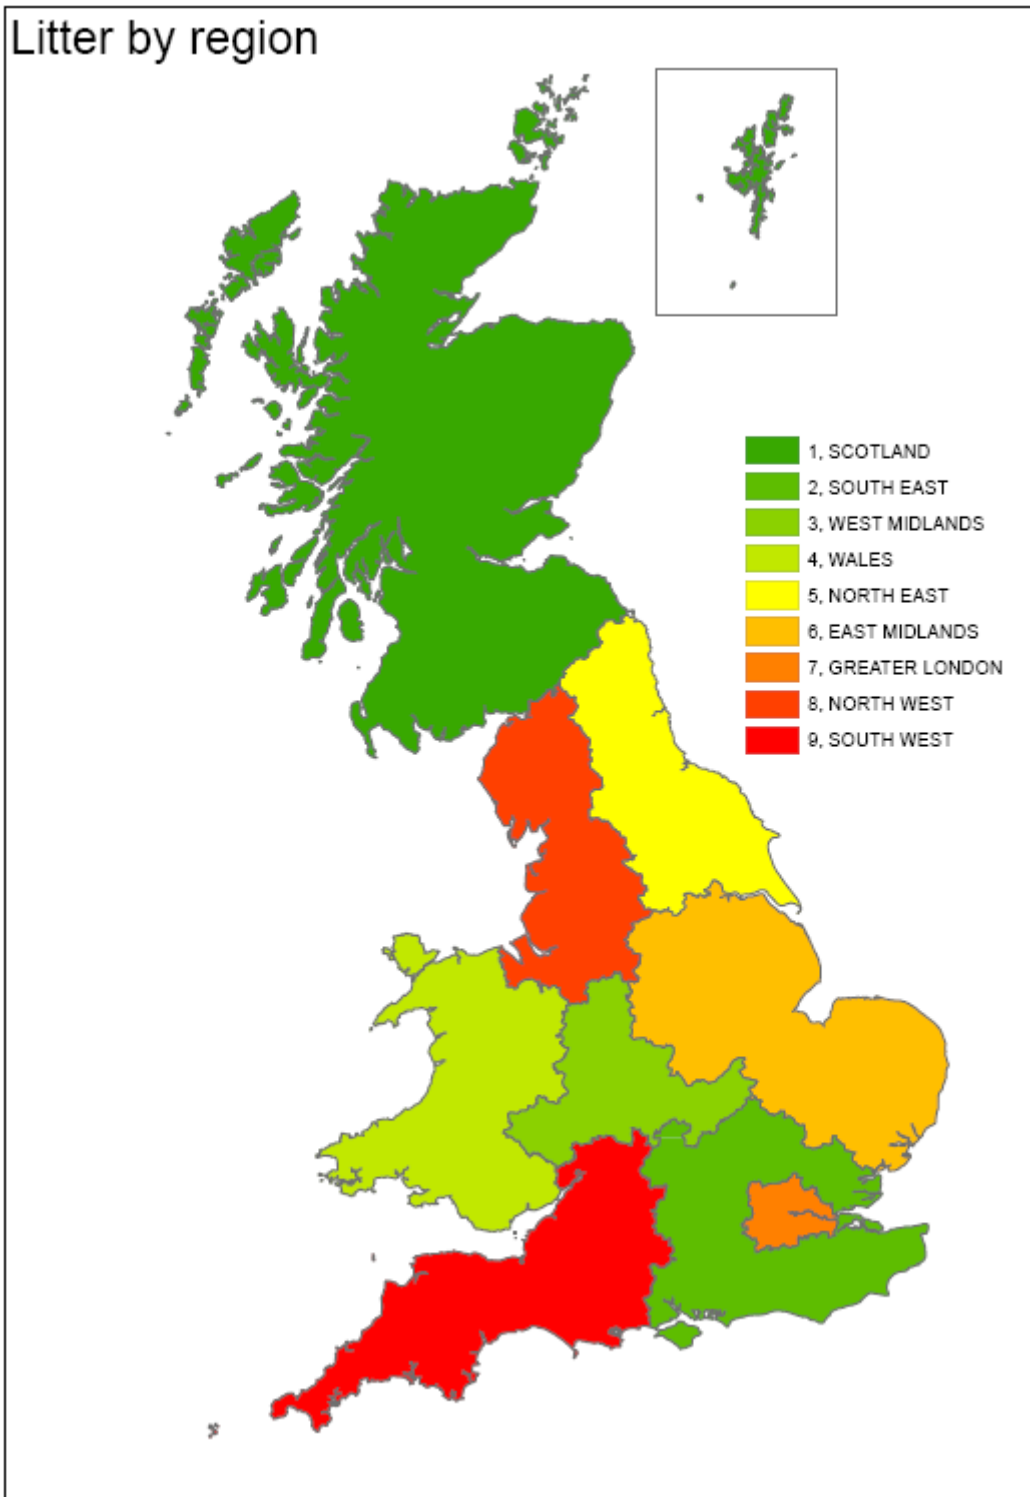 Litter by region
1, SCOTLAND
2, SOUTH EAST
3, WEST MIDLANDS
4, WALES
5, NORTH EAST
6, EAST MIDLANDS
7, GREATER LONDON
8, NORTH WEST
9, SOUTH WEST